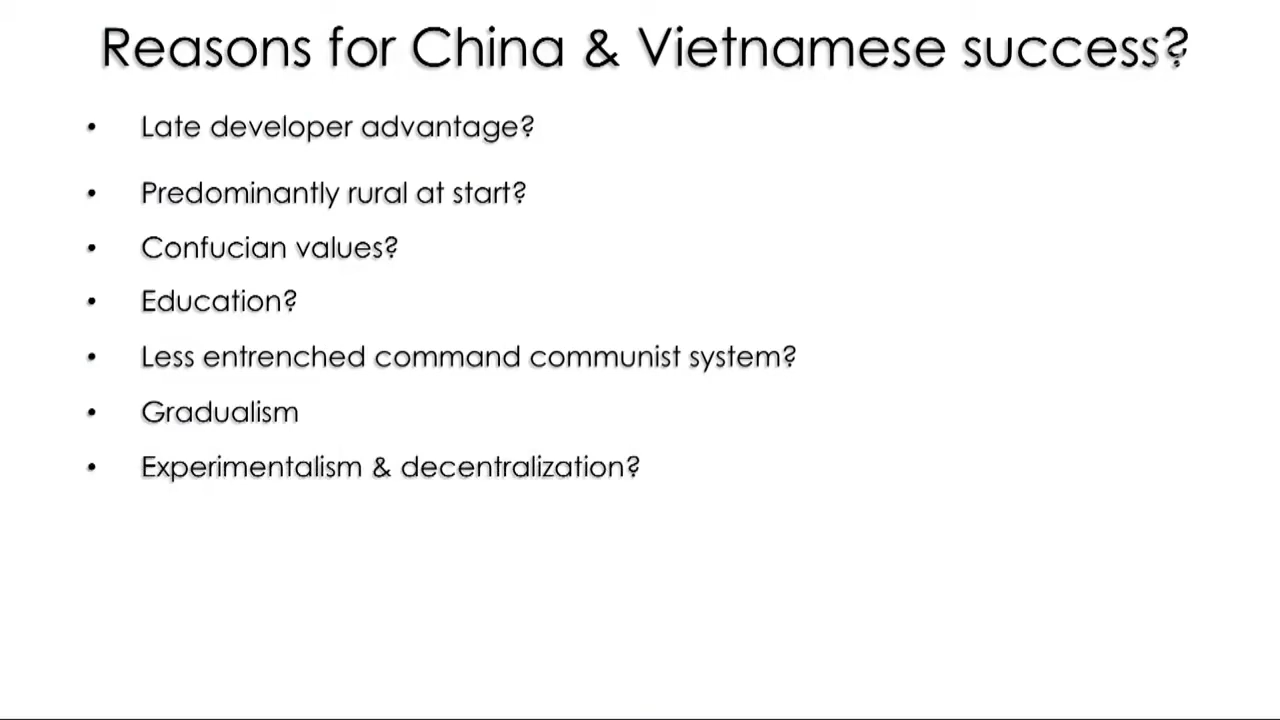 Reasons for China & Vietnamese success?
• Late developer advantage?
• Predominantly rural at start?
• Confucian values?
• Education?
• Less entrenched command communist system?
• Gradualism
• Experimentalism & decentralization?